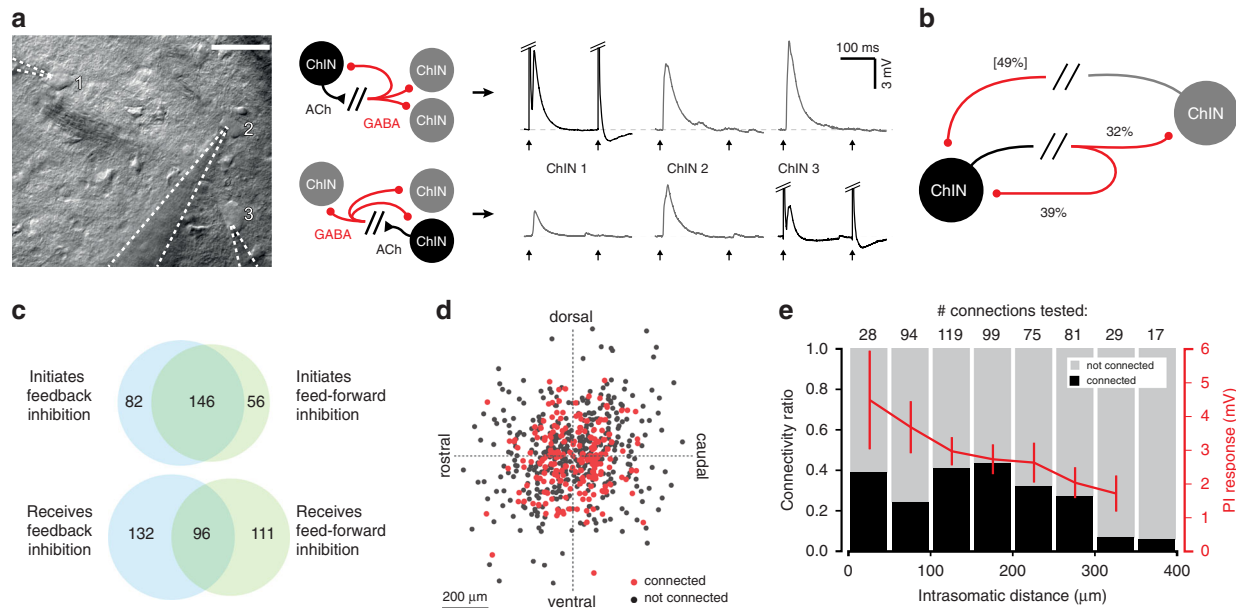 a
1
2
3
ChIN
ChIN
ACh
GABA
ChIN
ChIN
ChIN
GABA
ACh
ChIN
100 ms
3 mV
ChIN 1
ChIN 2
ChIN 3
b
[49%]
ChIN
32%
ChIN
39%
c
Initiates
feedback
inhibition
82
146
56
Initiates
feed-forward
inhibition
Receives
feedback
inhibition
132
96
111
Receives
feed-forward
inhibition
d
dorsal
rostral
caudal
ventral
200 µm
connected
not connected
e
# connections tested:
28 94 119 99 75 81 29 17
not connected
connected
Connectivity ratio
1.0
0.8
0.6
0.4
0.2
0.0
PI response (mV)
6
5
4
3
2
1
0
0 100 200 300 400
Intrasomatic distance (µm)